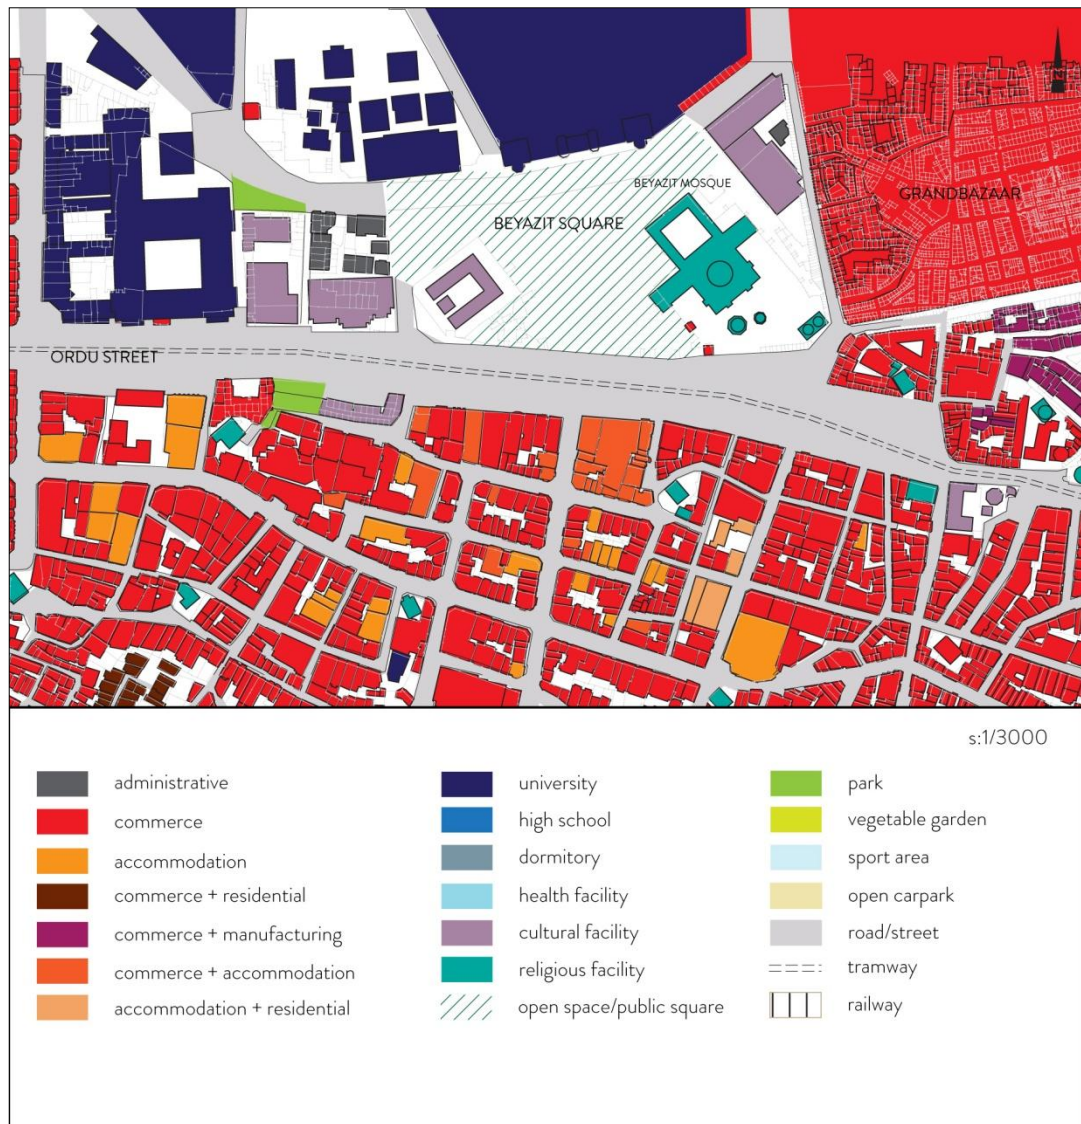 BEYAZIT MOSQUE
GRANDBAZAAR
BEYAZIT SQUARE
ORDU STREET
s:1/3000
administrative
commerce
accommodation
commerce + residential
commerce + manufacturing
commerce + accommodation
accommodation + residential
university
high school
dormitory
health facility
cultural facility
religious facility
open space/public square
park
vegetable garden
sport area
open carpark
road/street
tramway
railway